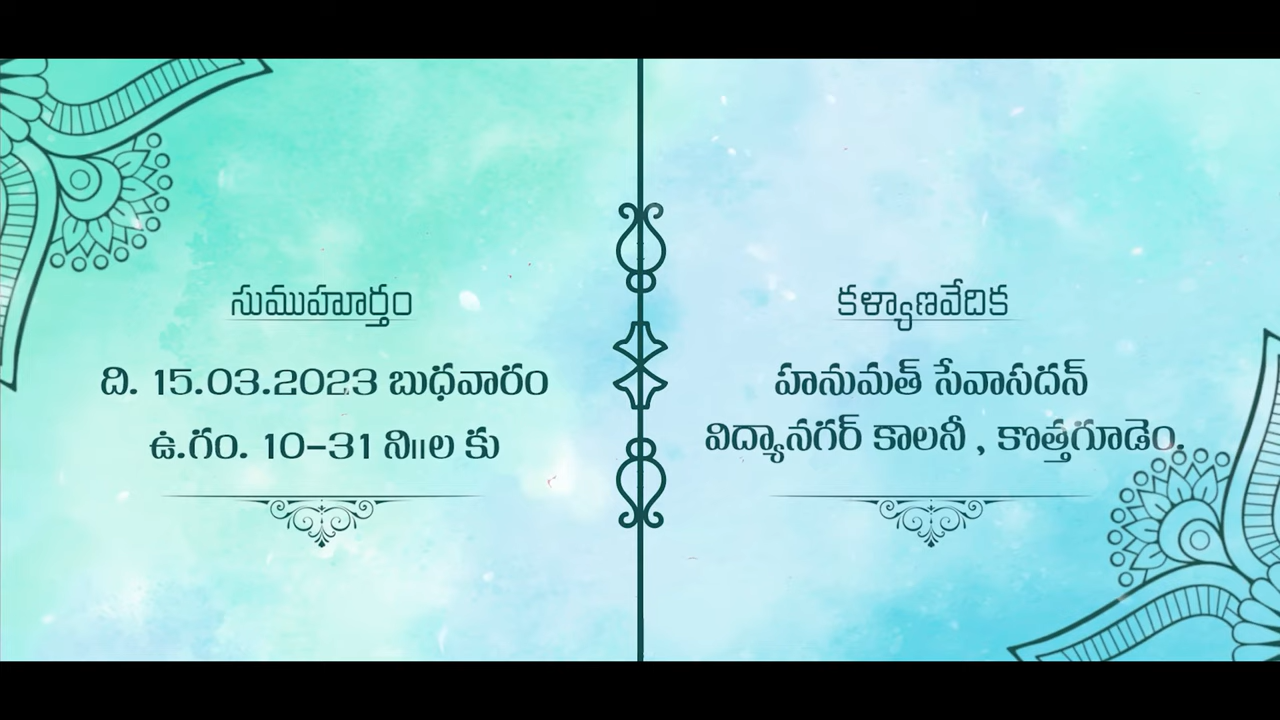 సుముహూర్తం
ది. 15.03.2023 బుధవారం
ఉ.గం. 10-31 ని॥ల కు
కళ్యాణవేదిక
హనుమత్ సేవాసదన్
విద్యానగర్ కాలనీ , కొత్తగూడెం.